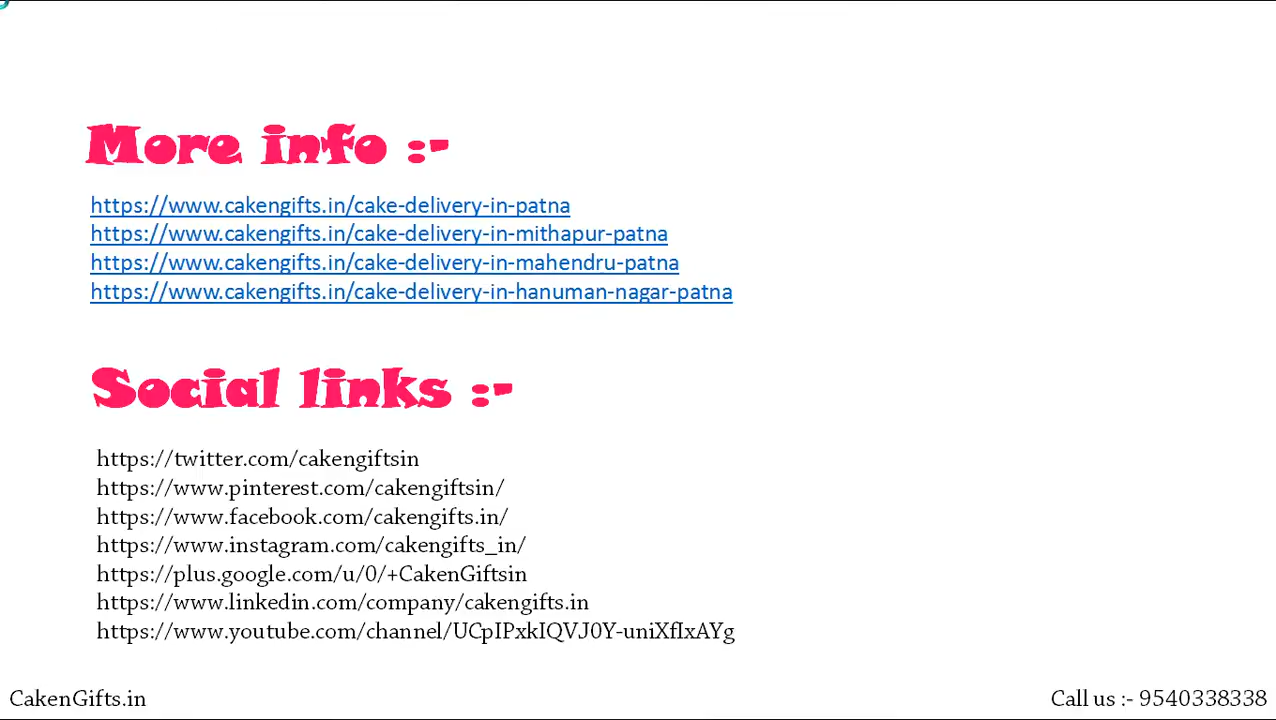 More info :-
https://www.cakengifts.in/cake-delivery-in-patna
https://www.cakengifts.in/cake-delivery-in-mithapur-patna
https://www.cakengifts.in/cake-delivery-in-mahendru-patna
https://www.cakengifts.in/cake-delivery-in-hanuman-nagar-patna
Social links :-
https://twitter.com/cakengiftsin
https://www.pinterest.com/cakengiftsin/
https://www.facebook.com/cakengifts.in/
https://www.instagram.com/cakengifts_in/
https://plus.google.com/u/0/+CakenGiftsin
https://www.linkedin.com/company/cakengifts.in
https://www.youtube.com/channel/UCpIPxkIQVJ0Y-uniXfIxAYg
CakenGifts.in
Call us :- 9540338338